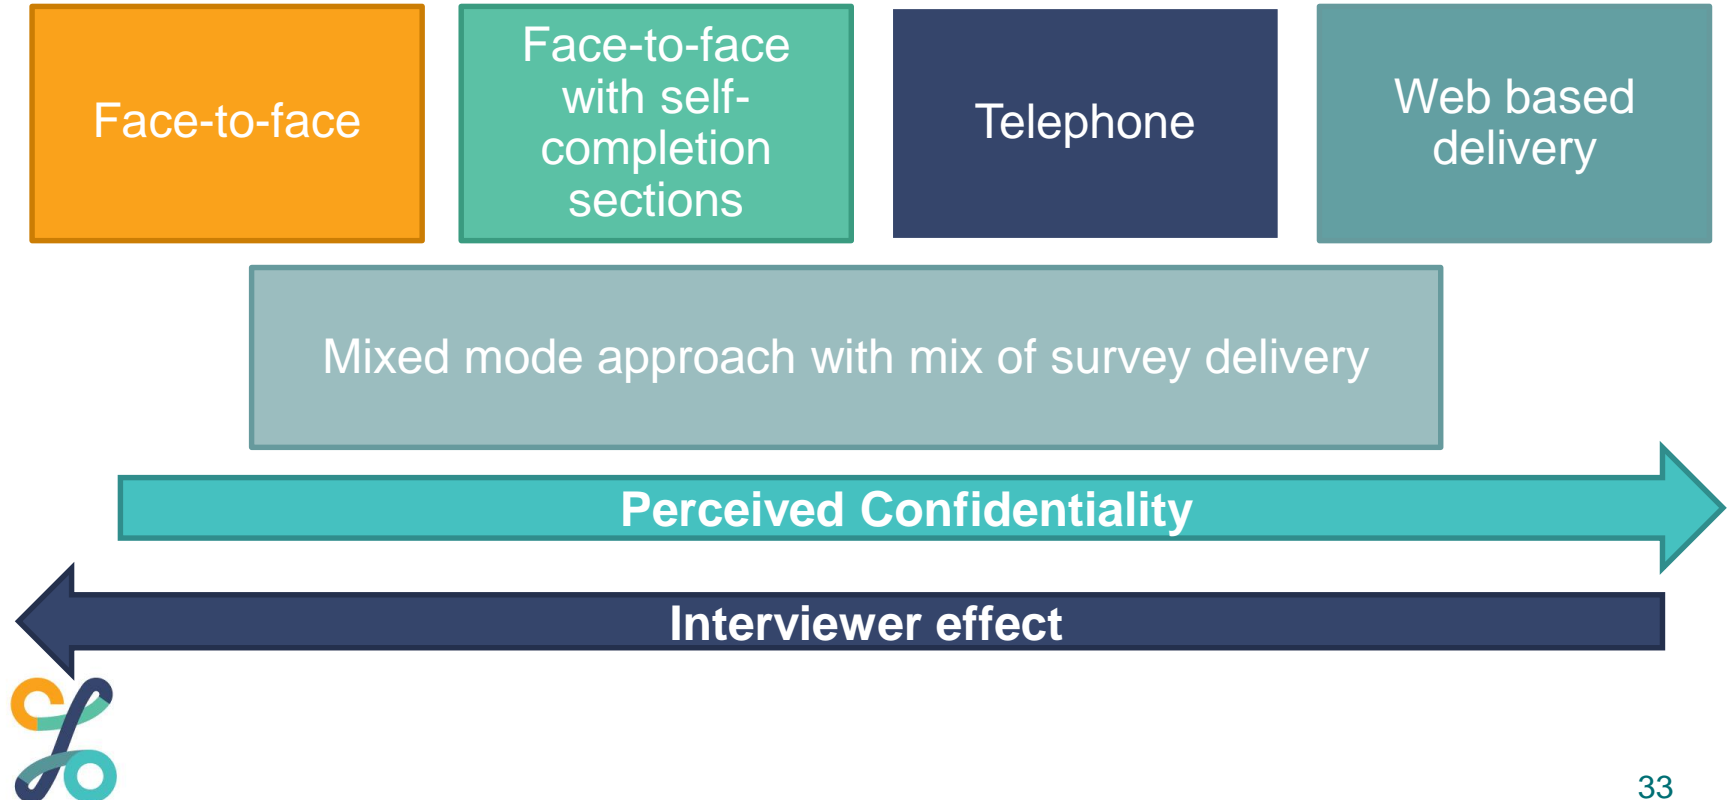 Face-to-face
Face-to-face
with self-
completion
sections
Telephone
Web based
delivery
Mixed mode approach with mix of survey delivery
Perceived Confidentiality
Interviewer effect
33